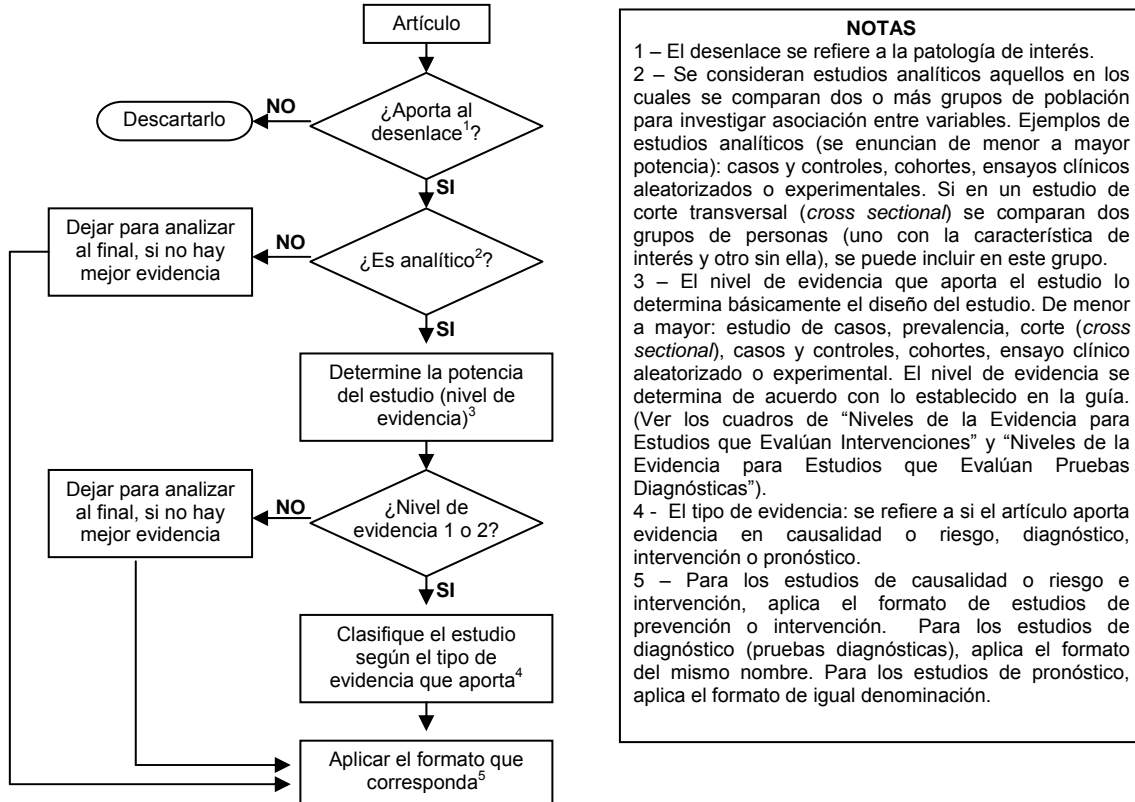 Artículo
¿Aporta al
desenlace1?
NO
Descartarlo
SI
¿Es analítico2?
NO
Dejar para analizar
al final, si no hay
mejor evidencia
SI
Determine la potencia
del estudio (nivel de
evidencia)3
¿Nivel de
evidencia 1 o 2?
NO
Dejar para analizar
al final, si no hay
mejor evidencia
SI
Clasifique el estudio
según el tipo de
evidencia que aporta4
Aplicar el formato que
corresponda5
NOTAS
1 – El desenlace se refiere a la patología de interés.
2 – Se consideran estudios analíticos aquellos en los
cuales se comparan dos o más grupos de población
para investigar asociación entre variables. Ejemplos de
estudios analíticos (se enuncian de menor a mayor
potencia): casos y controles, cohortes, ensayos clínicos
aleatorizados o experimentales. Si en un estudio de
corte transversal (cross sectional) se comparan dos
grupos de personas (uno con la característica de
interés y otro sin ella), se puede incluir en este grupo.
3 – El nivel de evidencia que aporta el estudio lo
determina básicamente el diseño del estudio. De menor
a mayor: estudio de casos, prevalencia, corte (cross
sectional), casos y controles, cohortes, ensayo clínico
aleatorizado o experimental. El nivel de evidencia se
determina de acuerdo con lo establecido en la guía.
(Ver los cuadros de “Niveles de la Evidencia para
Estudios que Evalúan Intervenciones” y “Niveles de la
Evidencia para Estudios que Evalúan Pruebas
Diagnósticas”).
4 - El tipo de evidencia: se refiere a si el artículo aporta
evidencia en causalidad o riesgo, diagnóstico,
intervención o pronóstico.
5 – Para los estudios de causalidad o riesgo e
intervención, aplica el formato de estudios de
prevención o intervención. Para los estudios de
diagnóstico (pruebas diagnósticas), aplica el formato
del mismo nombre. Para los estudios de pronóstico,
aplica el formato de igual denominación.